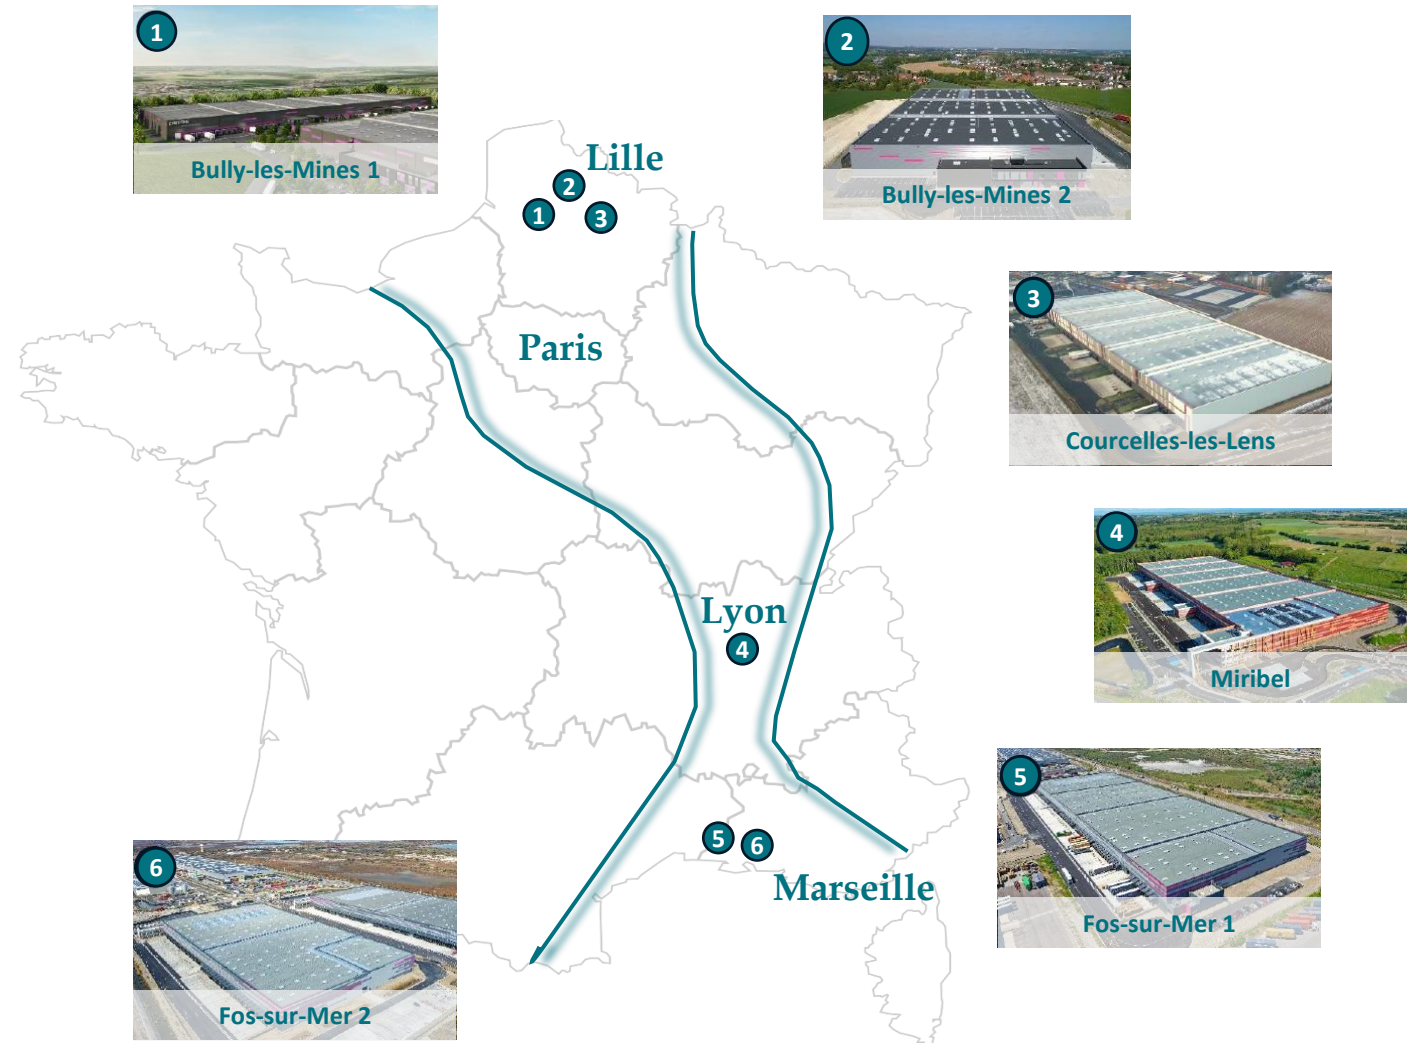 1
Bully-les-Mines 1
2
Bully-les-Mines 2
Lille
2
1
3
3
Courcelles-les-Lens
Paris
4
Miribel
Lyon
4
5
Fos-sur-Mer 1
5
6
Marseille
6
Fos-sur-Mer 2